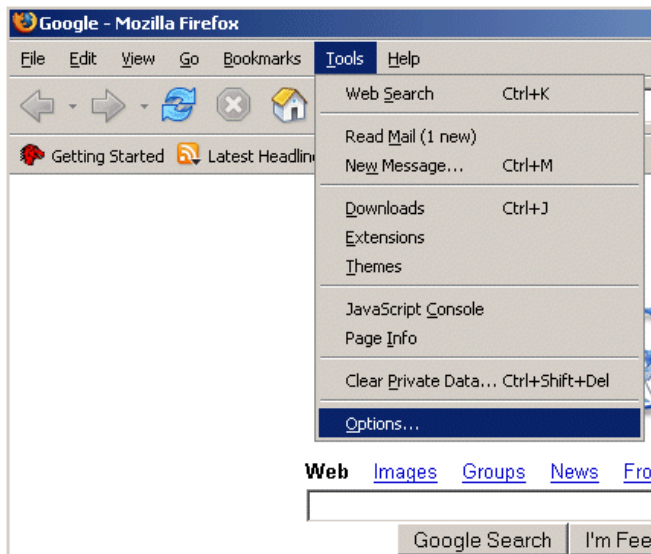 Google - Mozilla Firefox
File Edit View Go Bookmarks Tools Help
Web Search Ctrl+K
Read Mail (1 new)
Getting Started Latest Headlin
New Message... Ctrl+M
Downloads Ctrl+J
Extensions
Themes
JavaScript Console
Page Info
Clear Private Data... Ctrl+Shift+Del
Options...
Web Images Groups News Fro
Google Search I'm Fee